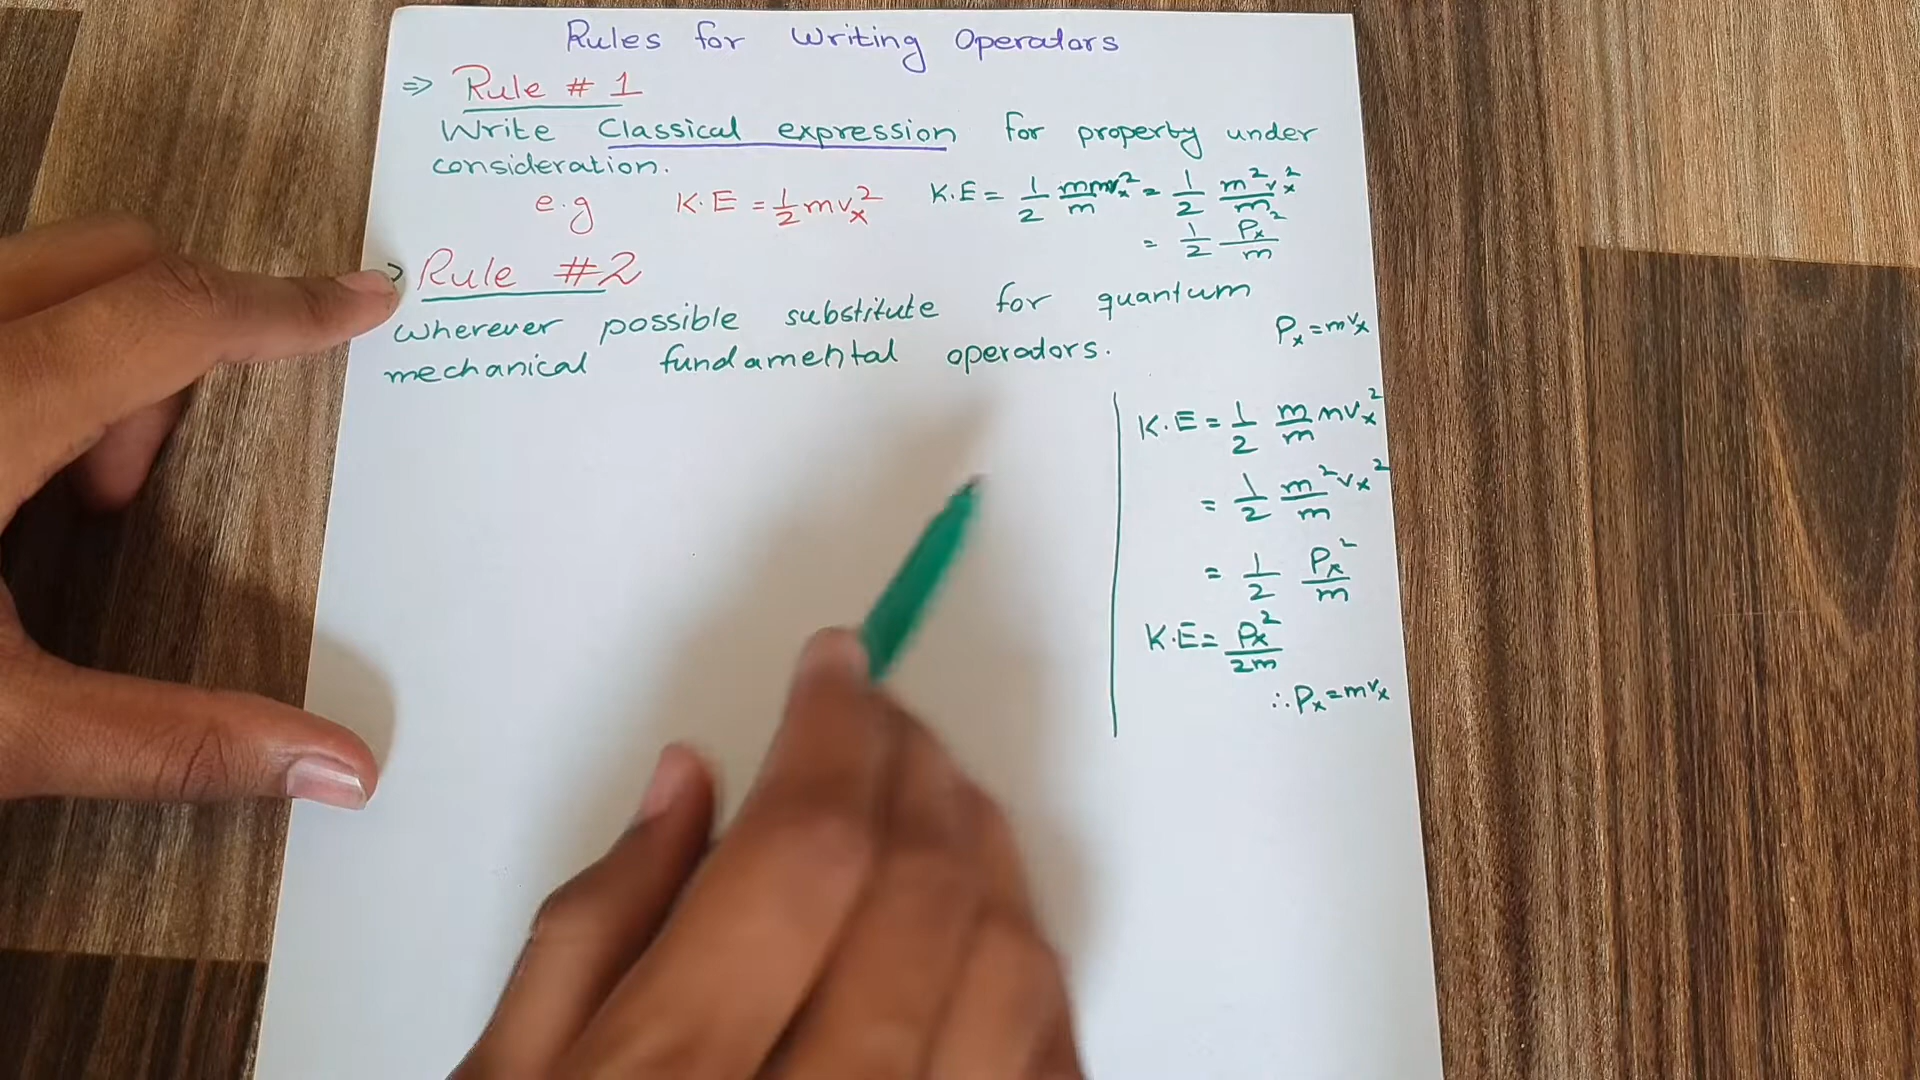 Rules for Writing Operators
⇒ Rule # 1
Write Classical expression for property under
consideration.
e.g K.E = 1/2 mvₓ² K.E = 1/2 mmvₓ²/m = 1/2 m²vₓ²/m
= 1/2 Pₓ²/m
⇒ Rule #2
wherever possible substitute for quantum
mechanical fundamental operators.
Pₓ = mvₓ
K.E = 1/2 m/m mvₓ²
= 1/2 m²vₓ²/m
= 1/2 Pₓ²/m
K.E = Pₓ²/2m
∴ Pₓ = mvₓ